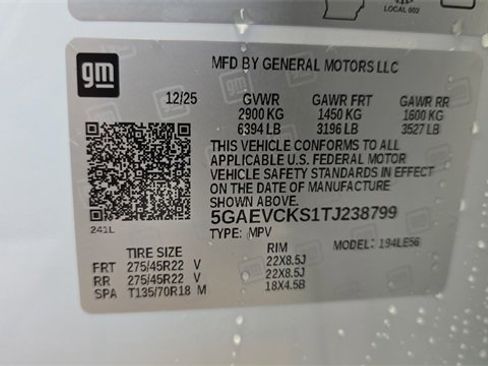 LOCAL 602
gm
MFD BY GENERAL MOTORS LLC
12/25 GVWR GAWR FRT GAWR RR
2900 KG 1450 KG 1600 KG
6394 LB 3196 LB 3527 LB
THIS VEHICLE CONFORMS TO ALL
APPLICABLE U.S. FEDERAL MOTOR
VEHICLE SAFETY STANDARDS IN EFFECT
ON THE DATE OF MANUFACTURE
SHOWN ABOVE.
5GAEVCKS1TJ238799
241L TYPE: MPV MODEL: 194LE56
TIRE SIZE RIM
FRT 275/45R22 V 22X8.5J
RR 275/45R22 V 22X8.5J
SPA T135/70R18 M 18X4.5B